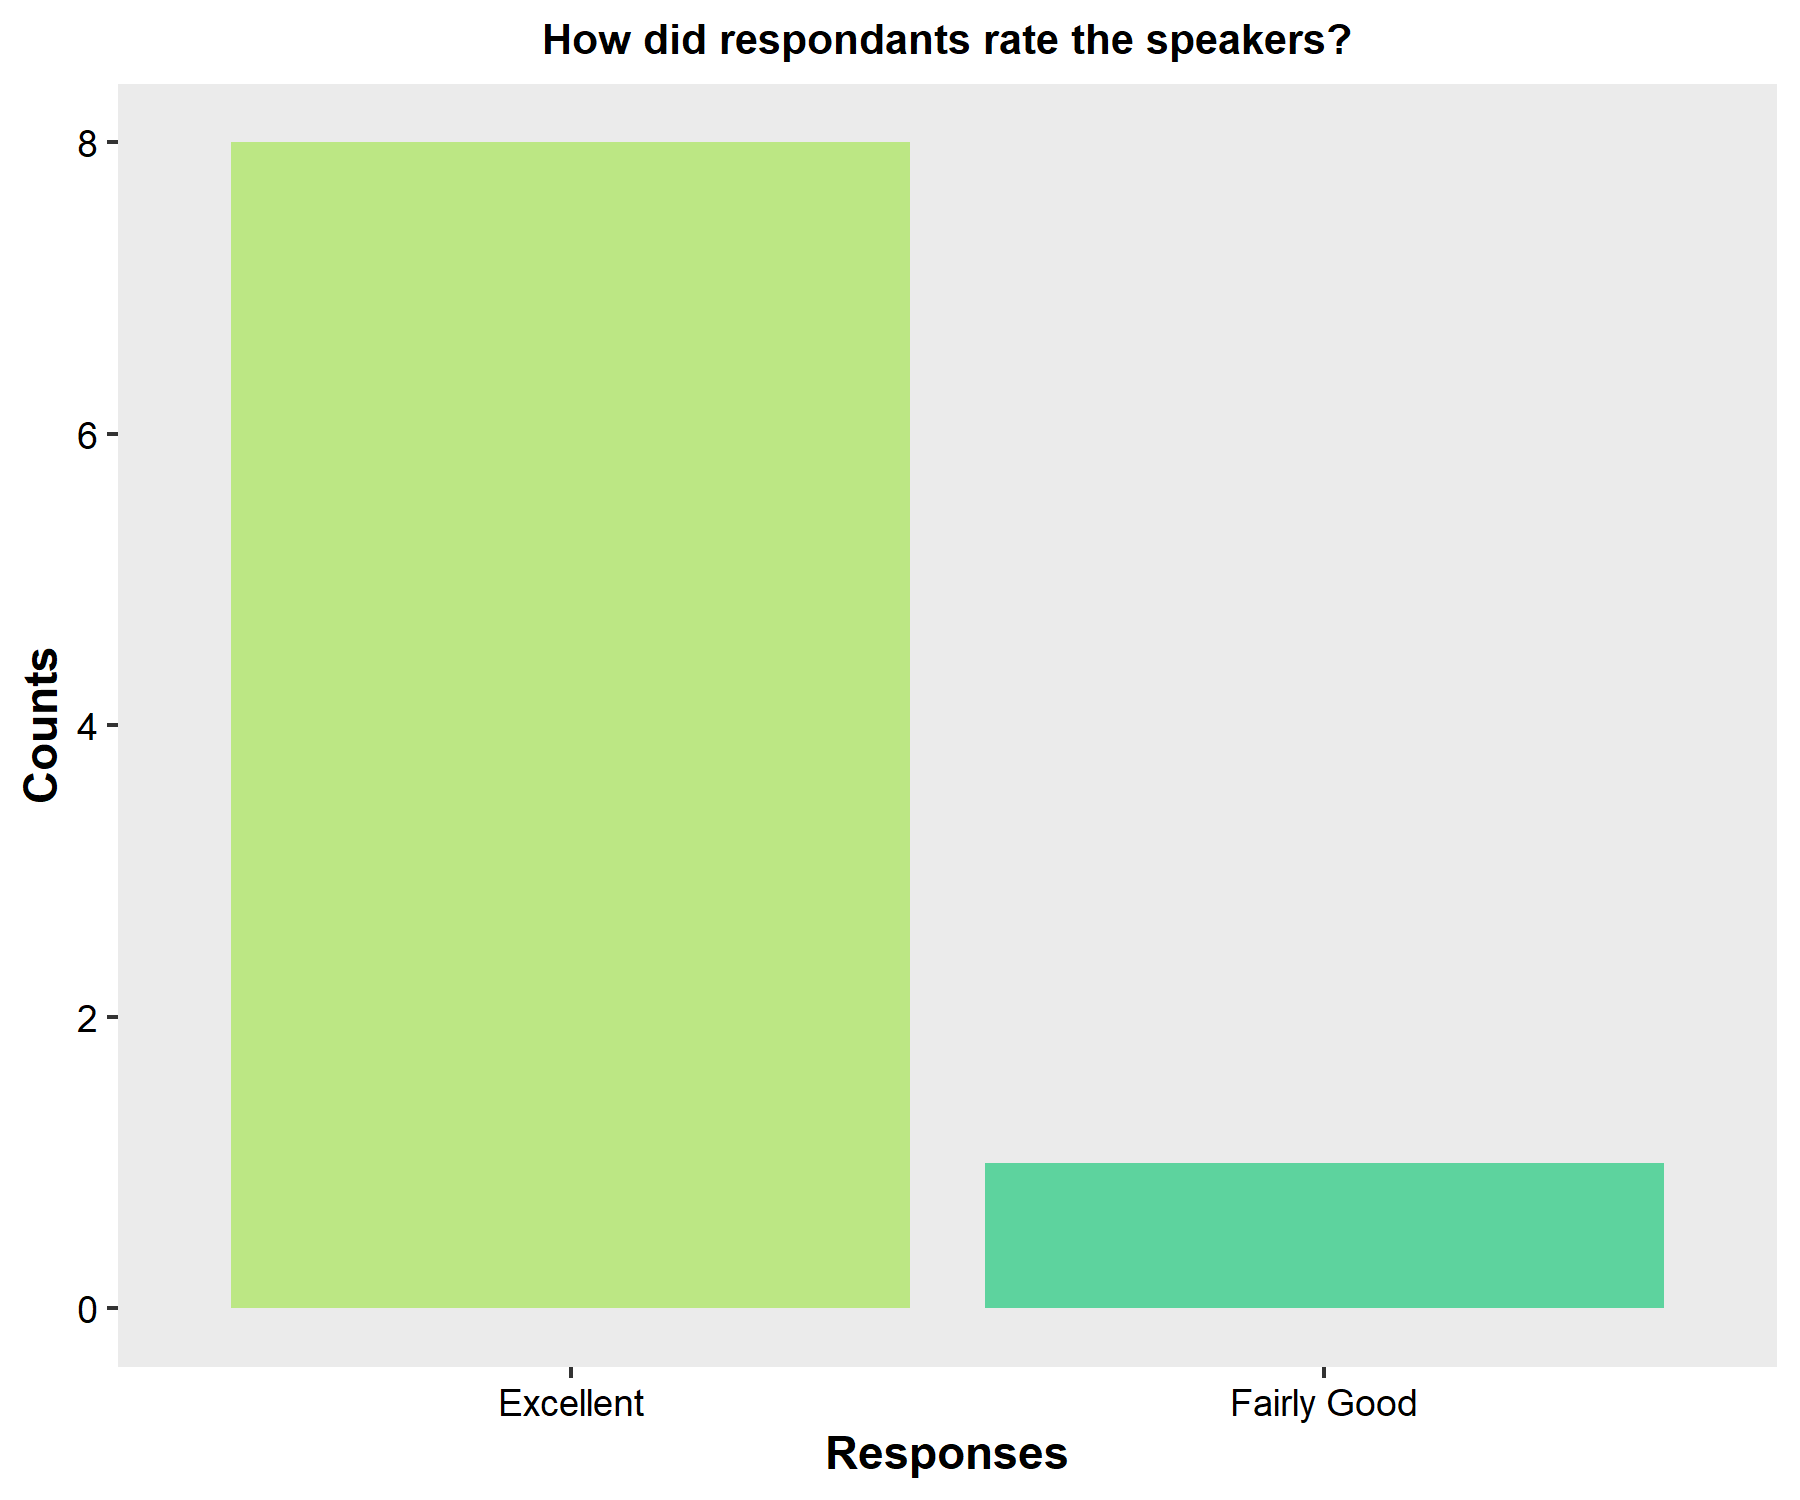 How did respondants rate the speakers?
8
6
4
2
0
Counts
Excellent
Fairly Good
Responses